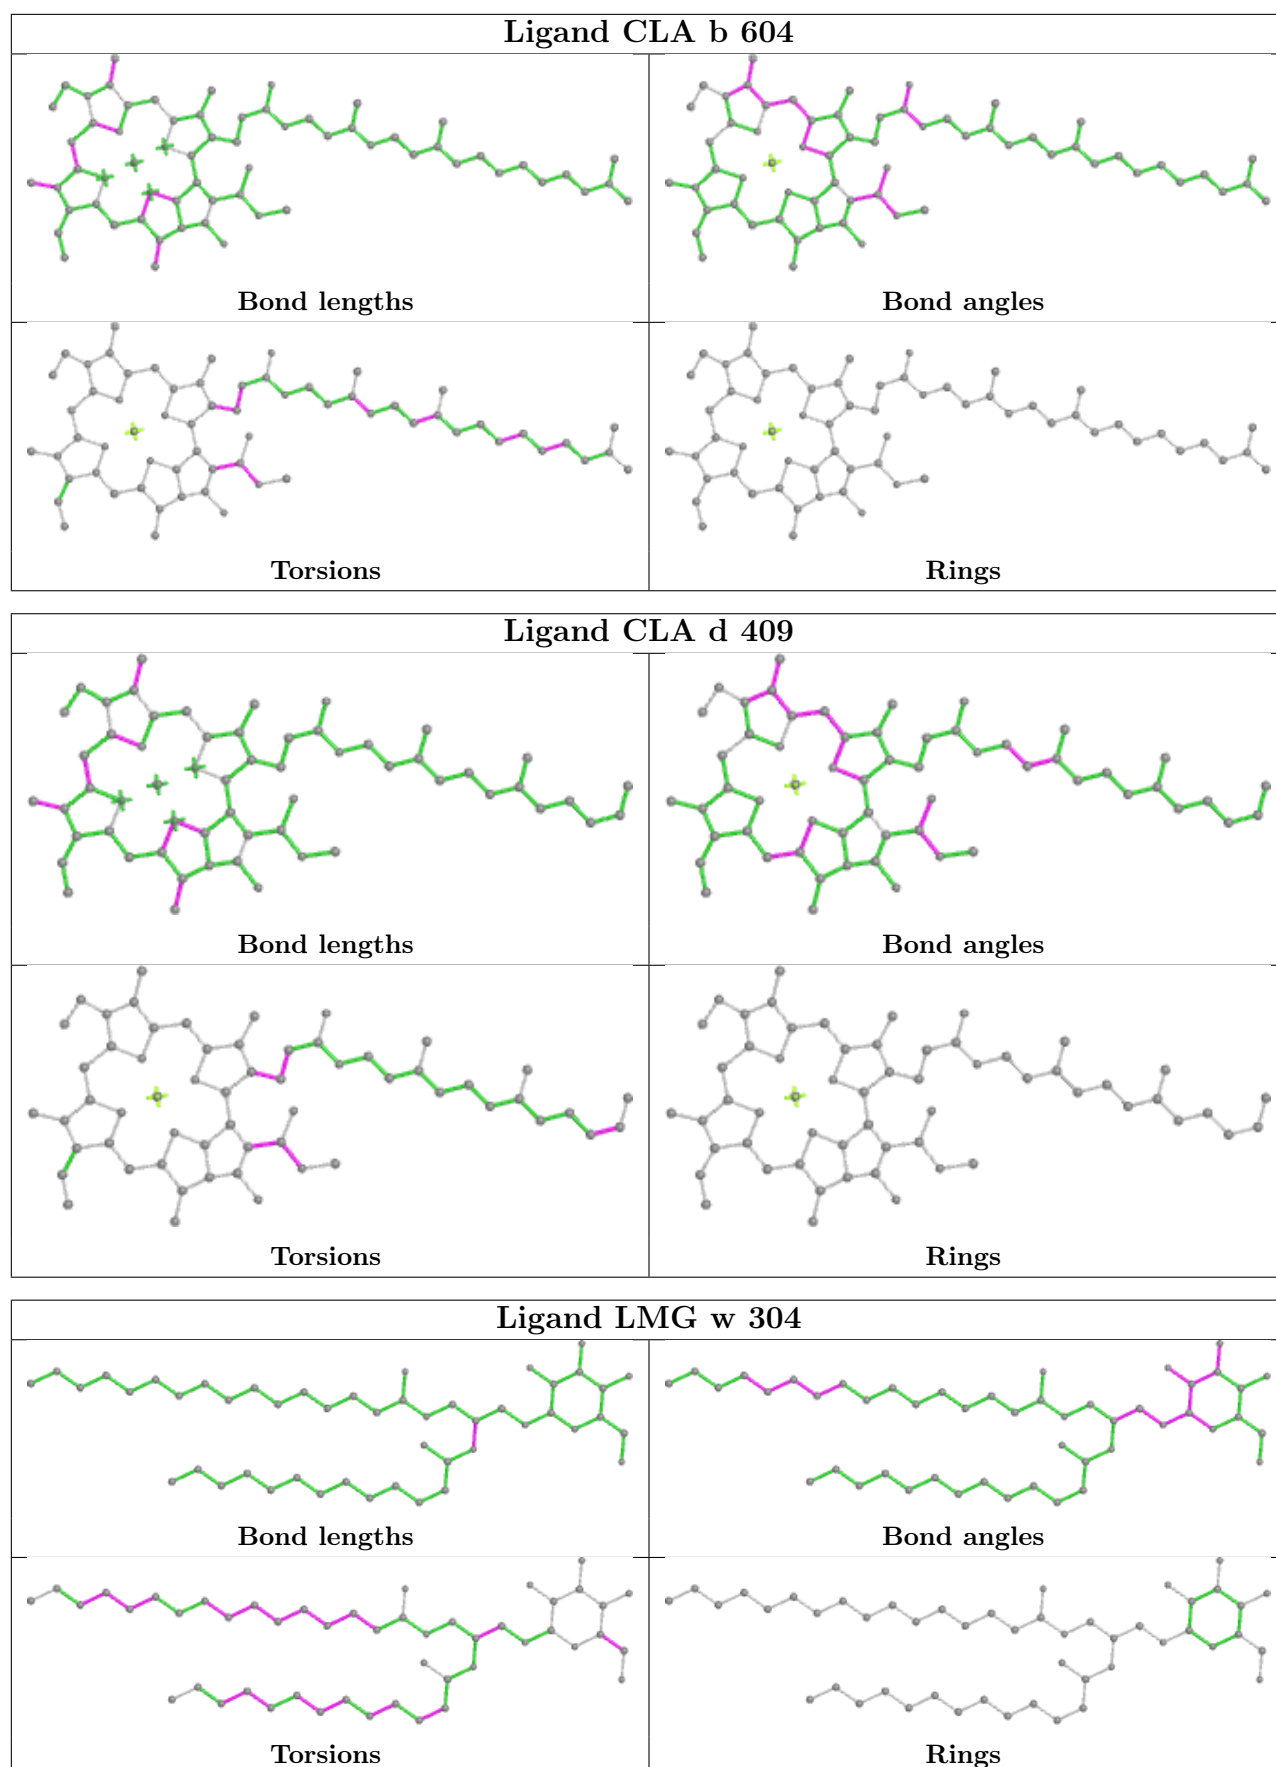 Ligand CLA b 604
Bond lengths
Bond angles
Torsions
Rings
Ligand CLA d 409
Bond lengths
Bond angles
Torsions
Rings
Ligand LMG w 304
Bond lengths
Bond angles
Torsions
Rings